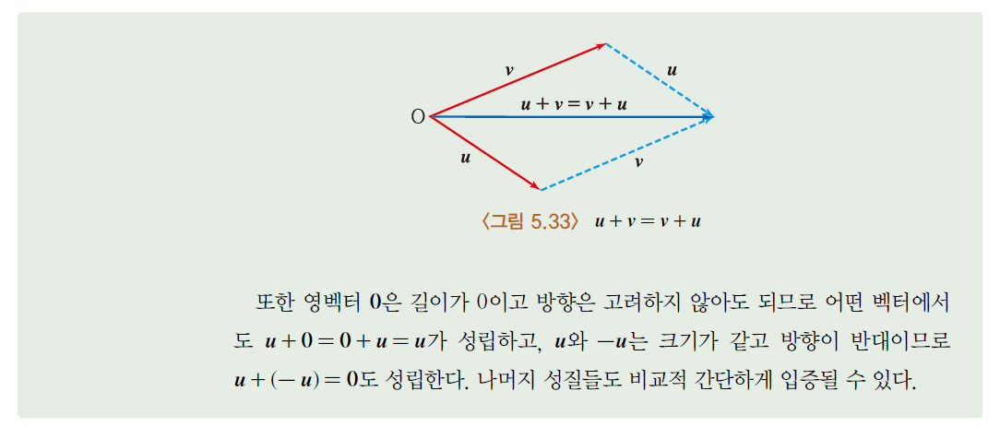 v
u
u + v = v + u
O
u
v
〈그림 5.33〉 u + v = v + u
또한 영벡터 0은 길이가 0이고 방향은 고려하지 않아도 되므로 어떤 벡터에서
도 u + 0 = 0 + u = u가 성립하고, u와 −u는 크기가 같고 방향이 반대이므로
u + (− u) = 0도 성립한다. 나머지 성질들도 비교적 간단하게 입증될 수 있다.